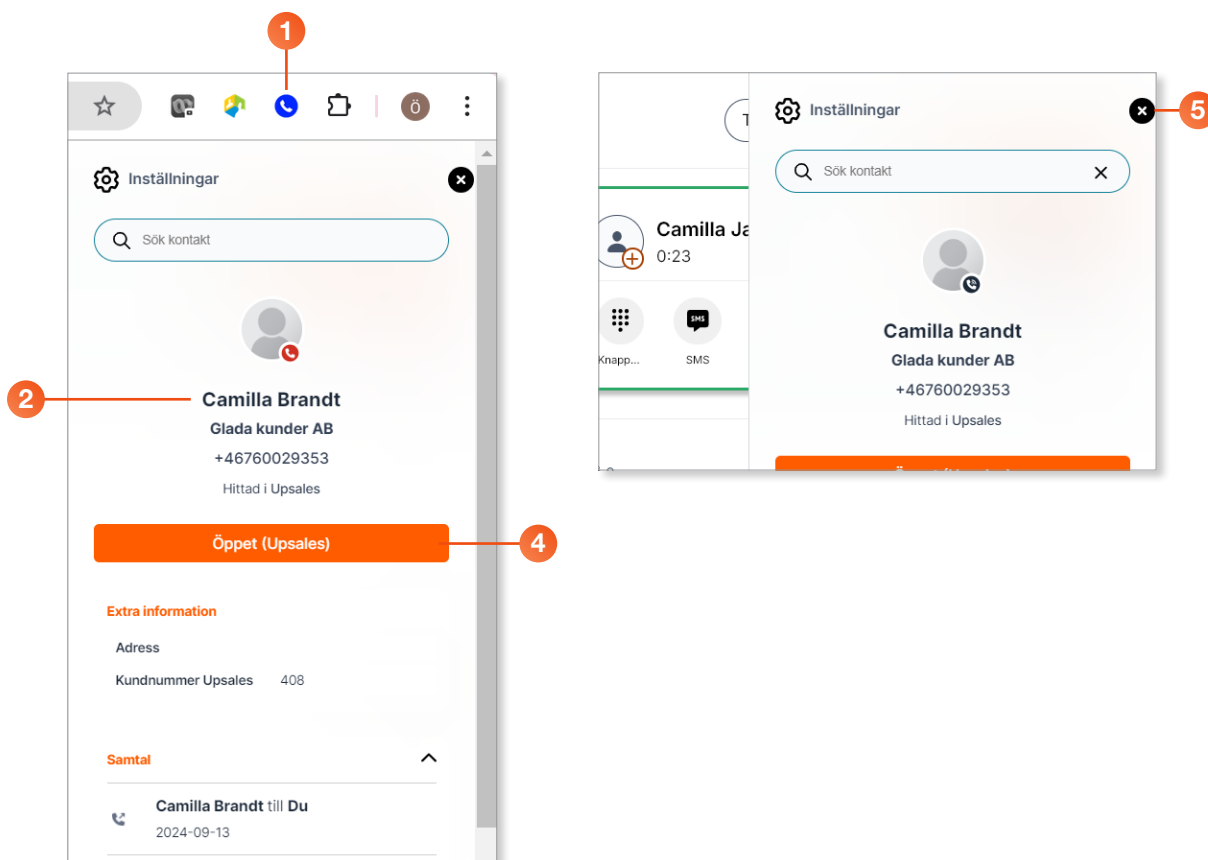 1
ö
Inställningar
Sök kontakt
2
Camilla Brandt
Glada kunder AB
+46760029353
Hittad i Upsales
Öppet (Upsales)
4
Extra information
Adress
Kundnummer Upsales 408
Samtal
Camilla Brandt till Du
2024-09-13
T
Inställningar
5
Sök kontakt
Camilla Ja
0:23
SMS
Knapp...
SMS
Camilla Brandt
Glada kunder AB
+46760029353
Hittad i Upsales